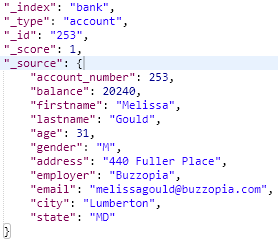 "_index": "bank",
"_type": "account",
"_id": "253",
"_score": 1,
"_source": {
    "account_number": 253,
    "balance": 20240,
    "firstname": "Melissa",
    "lastname": "Gould",
    "age": 31,
    "gender": "M",
    "address": "440 Fuller Place",
    "employer": "Buzzopia",
    "email": "melissagould@buzzopia.com",
    "city": "Lumberton",
    "state": "MD"
}